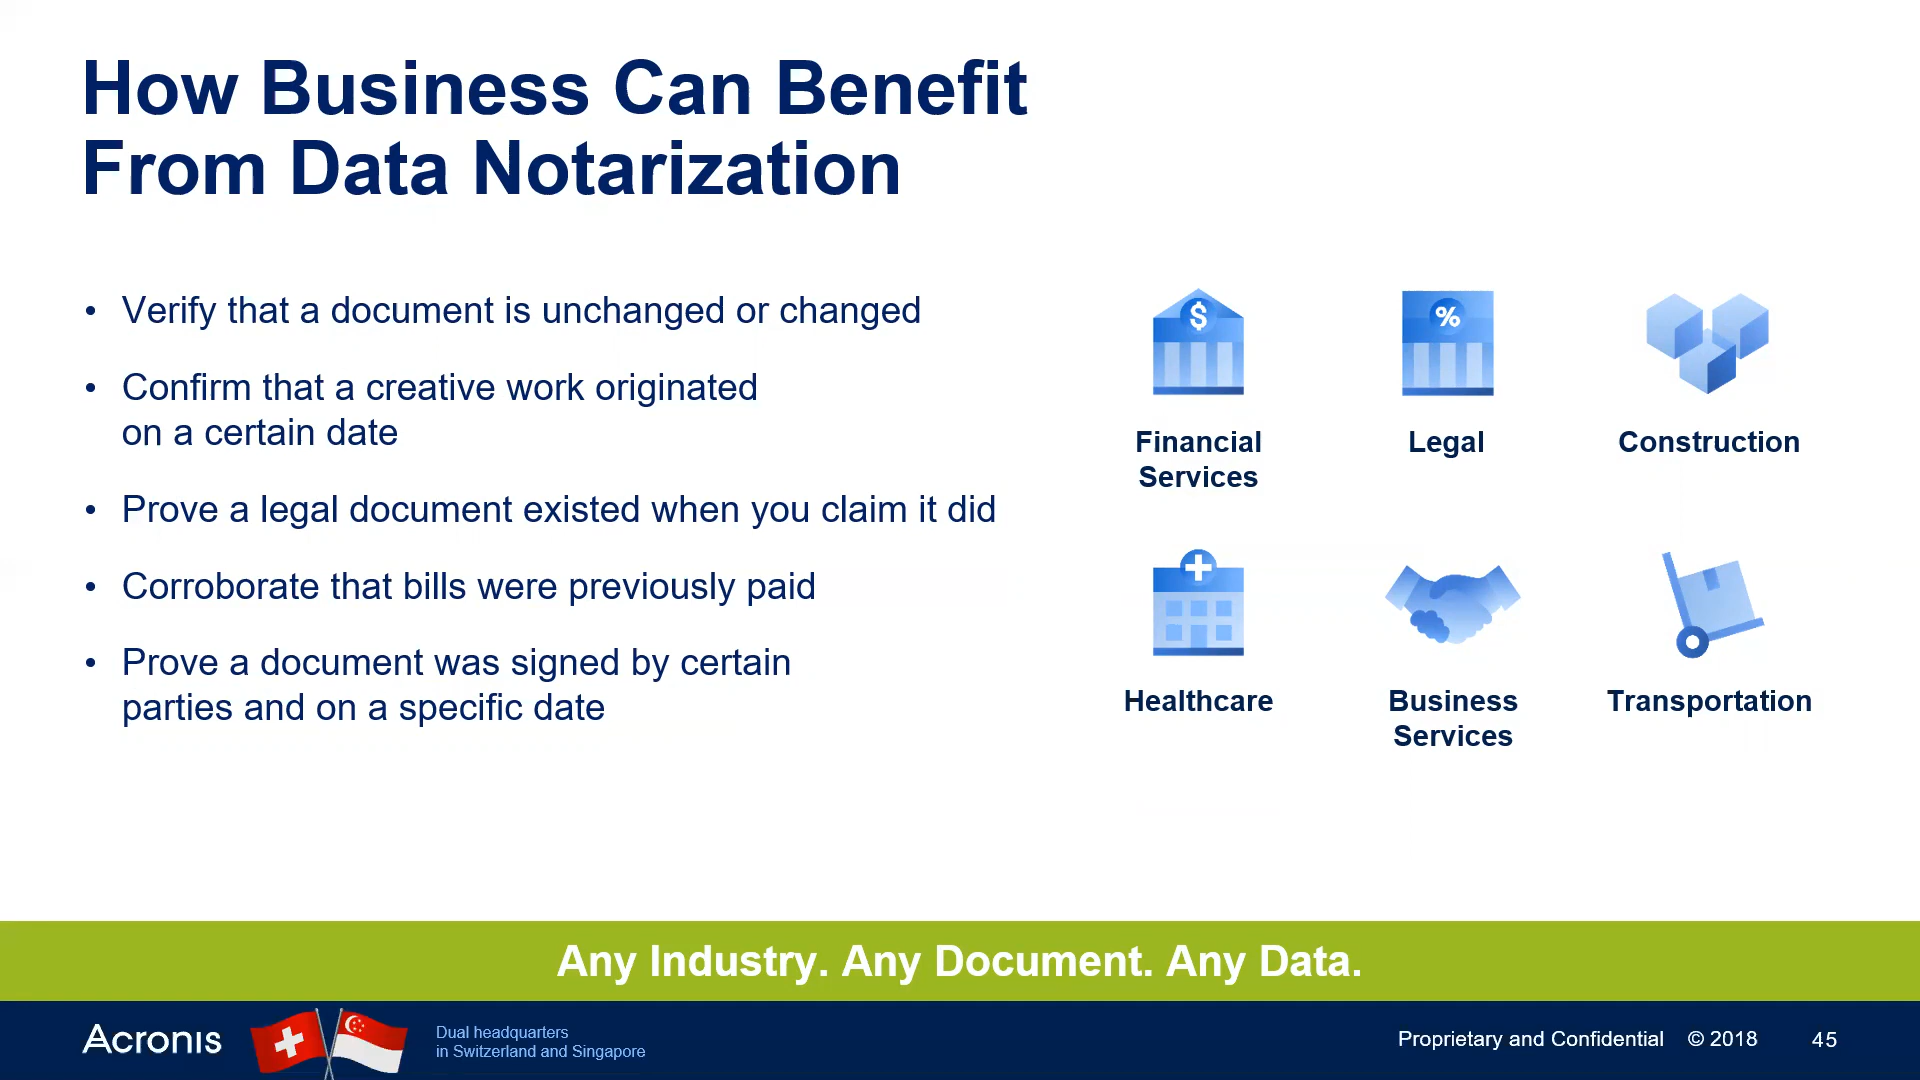 How Business Can Benefit
From Data Notarization
• Verify that a document is unchanged or changed
• Confirm that a creative work originated
on a certain date
• Prove a legal document existed when you claim it did
• Corroborate that bills were previously paid
• Prove a document was signed by certain
parties and on a specific date
$
%
Financial
Services
Legal
Construction
Healthcare
Business
Services
Transportation
Any Industry. Any Document. Any Data.
Acronis
Dual headquarters
in Switzerland and Singapore
Proprietary and Confidential © 2018 45